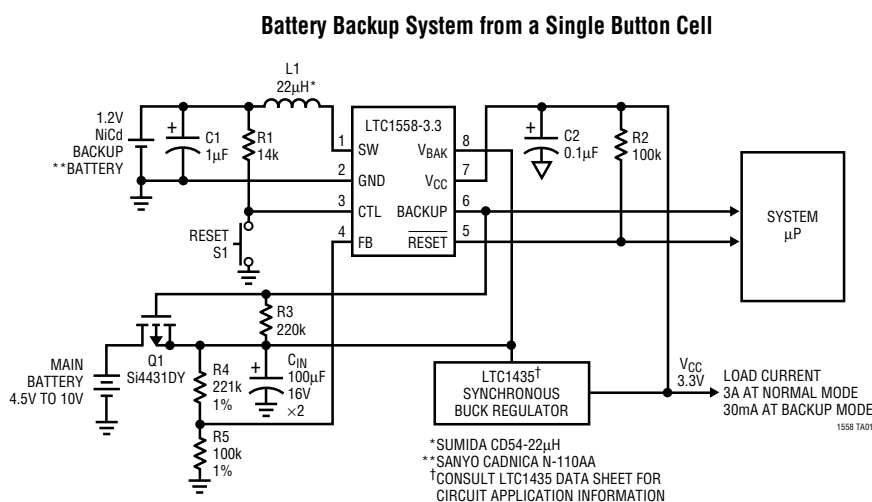 Battery Backup System from a Single Button Cell
L1
22µH*
1.2V
NiCd
BACKUP
**BATTERY
+
C1
1µF
R1
14k
LTC1558-3.3
1
SW
2
GND
3
CTL
4
FB
8
VBAK
7
VCC
6
BACKUP
5
RESET
+
C2
0.1µF
R2
100k
SYSTEM
µP
RESET
S1
R3
220k
MAIN
BATTERY
4.5V TO 10V
Q1
Si4431DY
R4
221k
1%
+
CIN
100µF
16V
×2
R5
100k
1%
LTC1435†
SYNCHRONOUS
BUCK REGULATOR
VCC
3.3V
LOAD CURRENT
3A AT NORMAL MODE
30mA AT BACKUP MODE
1558 TA01
*SUMIDA CD54-22µH
**SANYO CADNICA N-110AA
†CONSULT LTC1435 DATA SHEET FOR
CIRCUIT APPLICATION INFORMATION